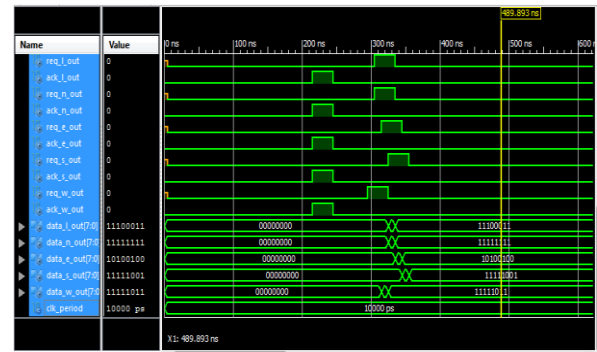 489.893 ns
Name Value 0 ns 100 ns 200 ns 300 ns 400 ns 500 ns 600
req_l_out 0
ack_l_out 0
req_n_out 0
ack_n_out 0
req_e_out 0
ack_e_out 0
req_s_out 0
ack_s_out 0
req_w_out 0
ack_w_out 0
data_l_out[7:0] 11100011 00000000 11100011
data_n_out[7:0 11111111 00000000 11111111
data_e_out[7:0 10100100 00000000 10100100
data_s_out[7:0 11111001 00000000 11111001
data_w_out[7:0 11111011 00000000 11111011
clk_period 10000 ps 10000 ps
X1: 489.893 ns